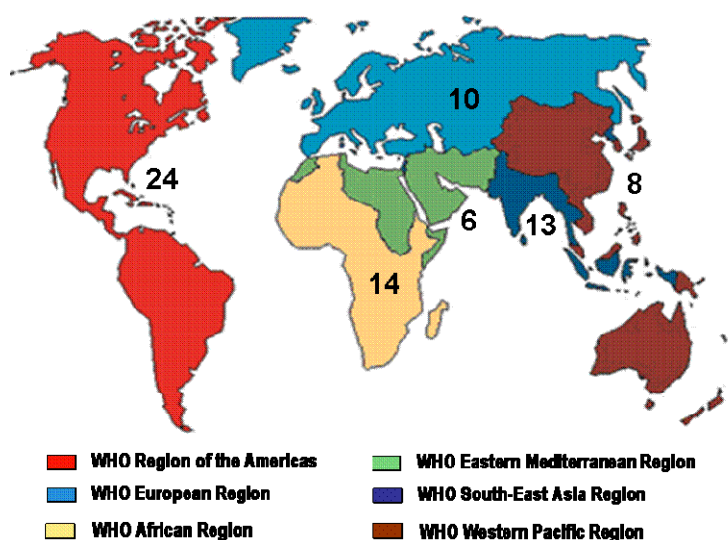 10
24
8
6
13
14
WHO Region of the Americas
WHO Eastern Mediterranean Region
WHO European Region
WHO South-East Asia Region
WHO African Region
WHO Western Pacific Region